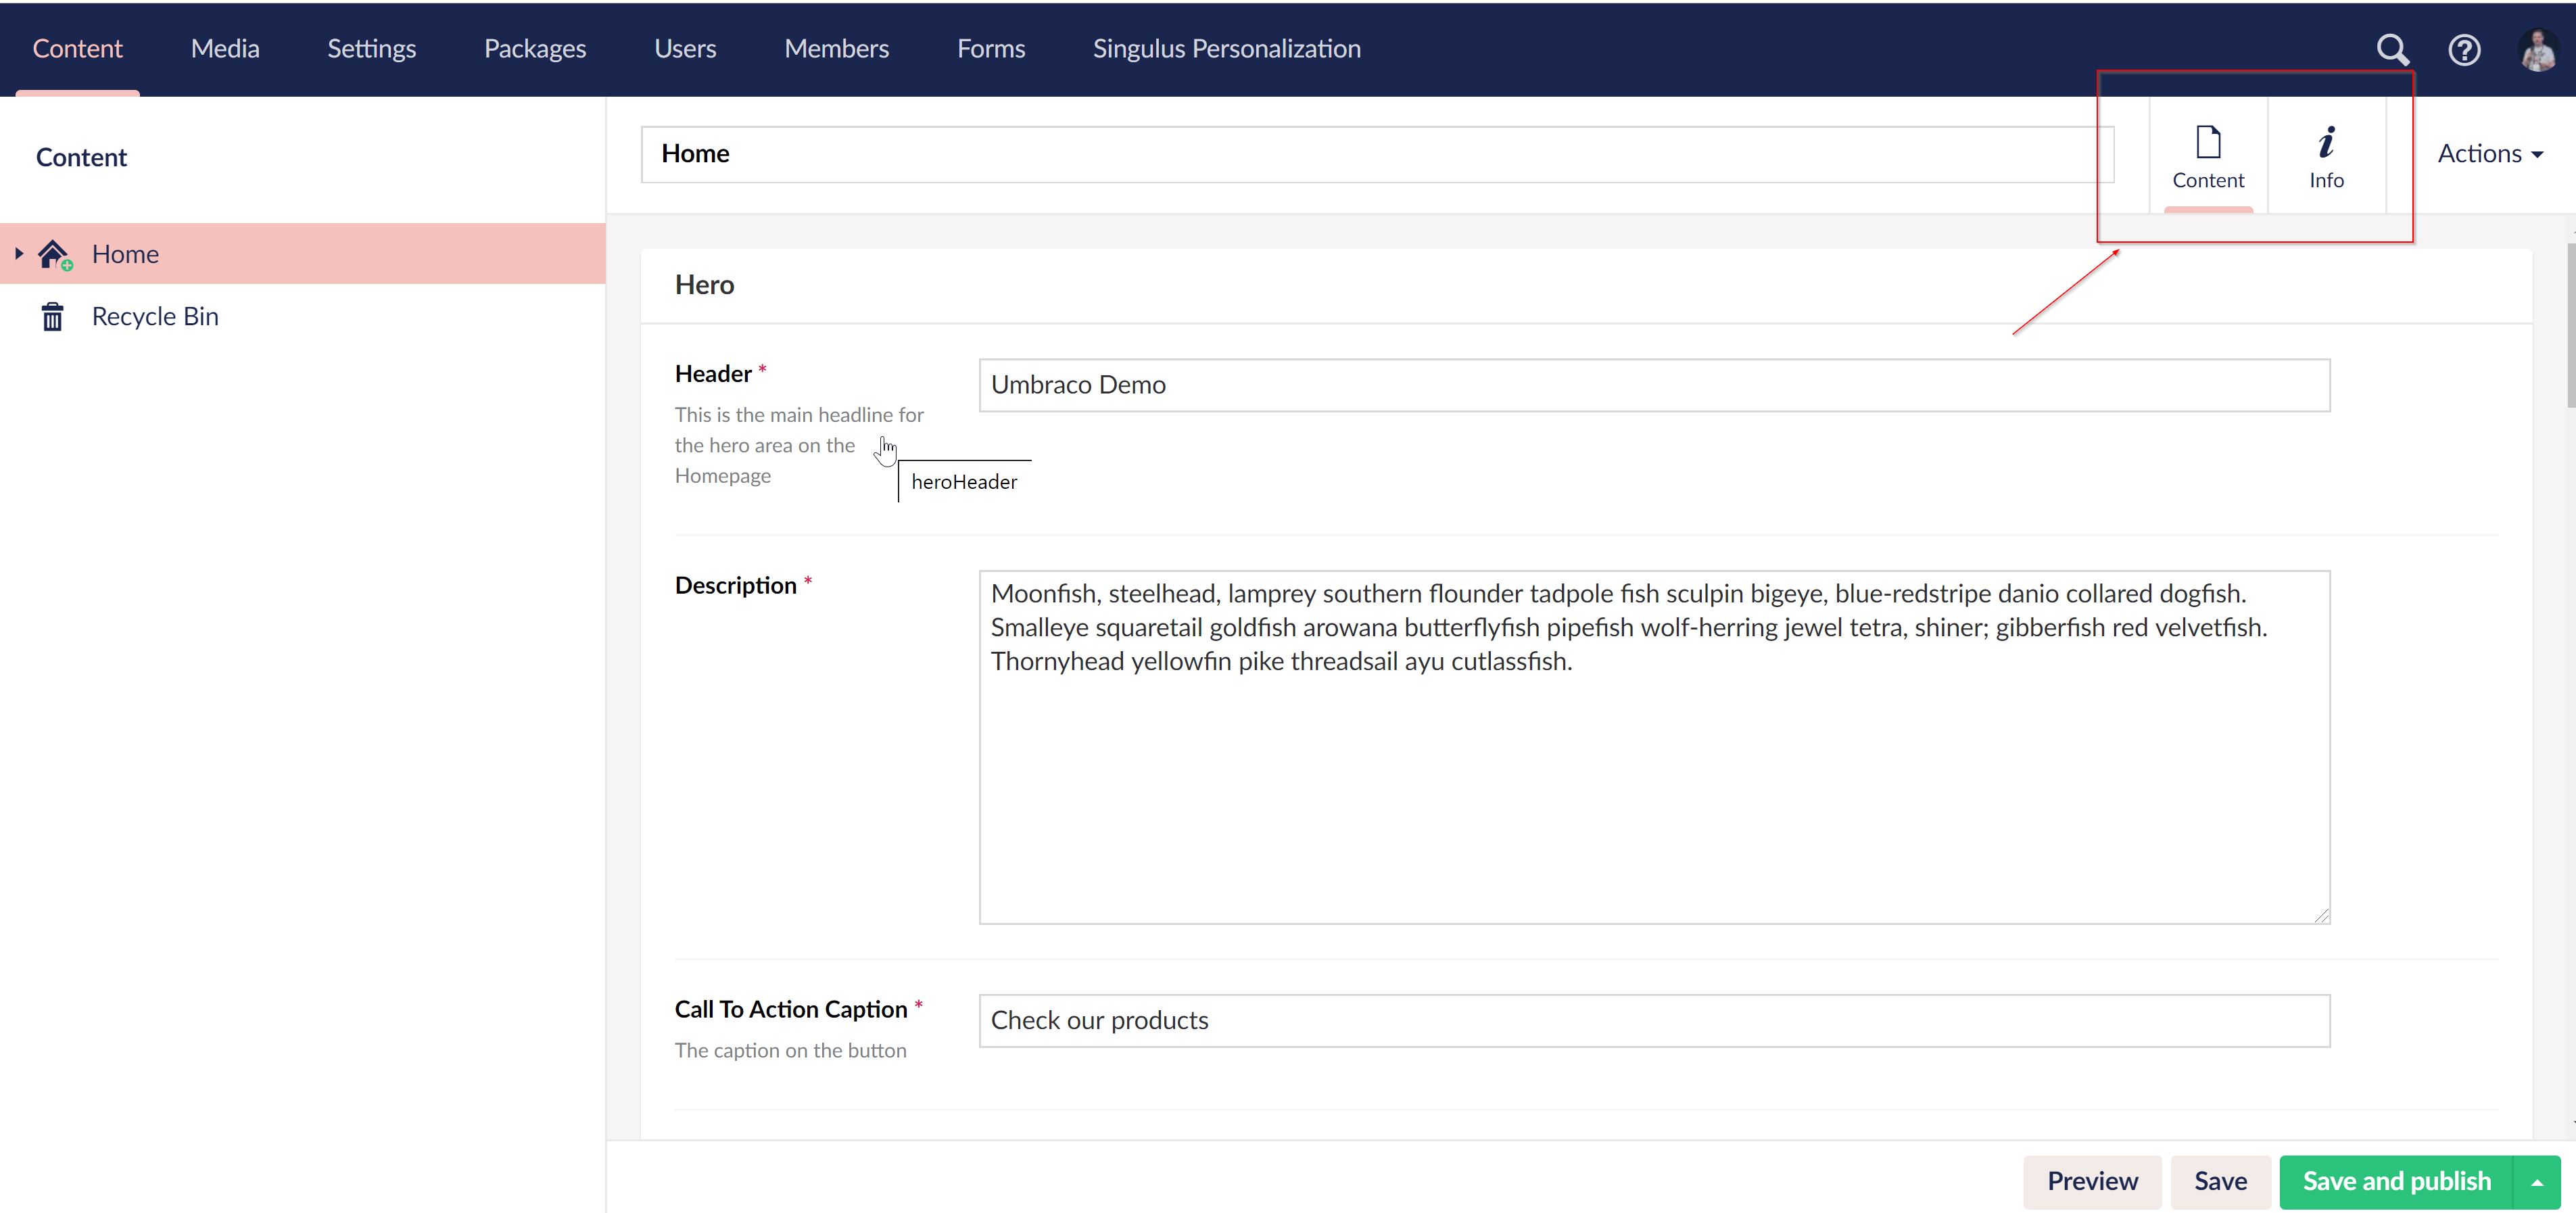 Content Media Settings Packages Users Members Forms Singulus Personalization
Content
Home
Recycle Bin
Home
Content
Info
Actions
Hero
Header *
This is the main headline for
the hero area on the
Homepage
Umbraco Demo
heroHeader
Description *
Moonfish, steelhead, lamprey southern flounder tadpole fish sculpin bigeye, blue-redstripe danio collared dogfish.
Smalleye squaretail goldfish arowana butterflyfish pipefish wolf-herring jewel tetra, shiner; gibberfish red velvetfish.
Thornyhead yellowfin pike threadsail ayu cutlassfish.
Call To Action Caption *
The caption on the button
Check our products
Preview Save Save and publish